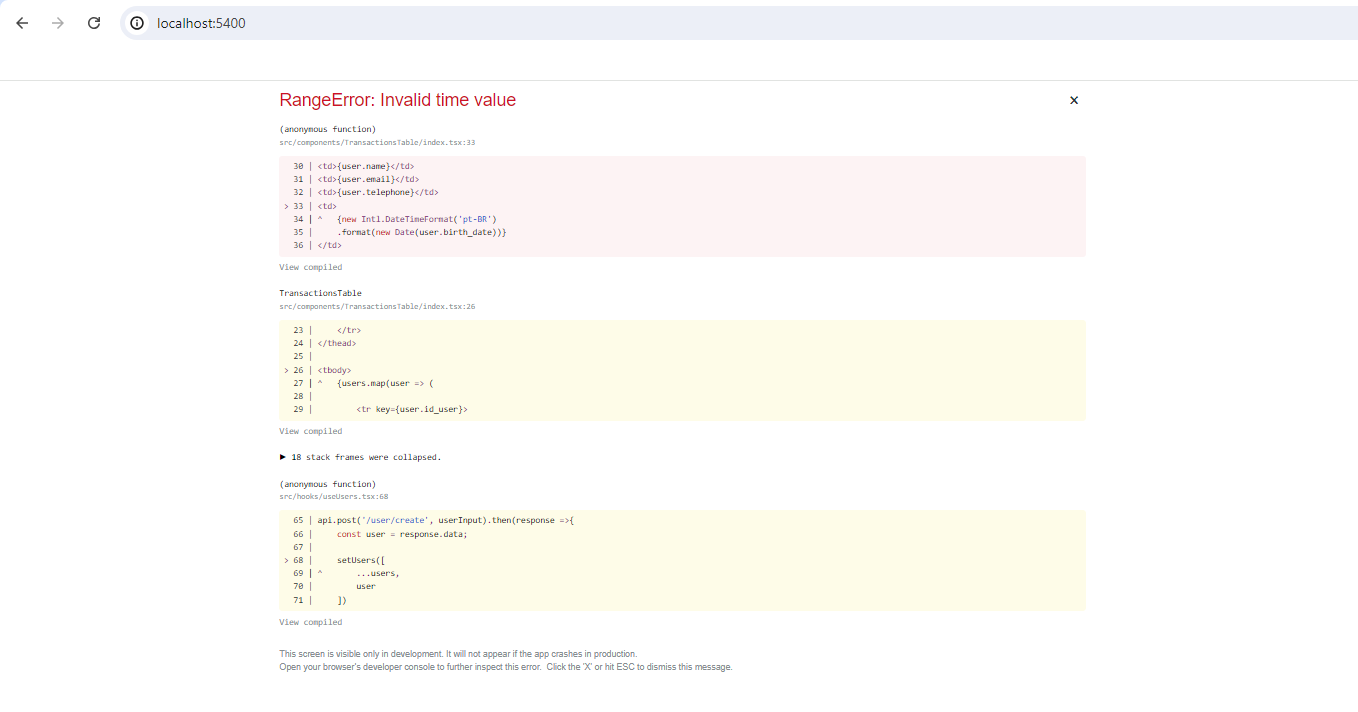 localhost:5400
RangeError: Invalid time value
(anonymous function)
src/components/TransactionsTable/index.tsx:33
30 | <td>{user.name}</td>
31 | <td>{user.email}</td>
32 | <td>{user.telephone}</td>
> 33 | <td>
34 | ^   {new Intl.DateTimeFormat('pt-BR')
35 |     .format(new Date(user.birth_date))}
36 | </td>
View compiled
TransactionsTable
src/components/TransactionsTable/index.tsx:26
23 |     </tr>
24 | </thead>
25 |
> 26 | <tbody>
27 | ^   {users.map(user => (
28 |
29 |         <tr key={user.id_user}>
View compiled
▶ 18 stack frames were collapsed.
(anonymous function)
src/hooks/useUsers.tsx:68
65 | api.post('/user/create', userInput).then(response =>{
66 |     const user = response.data;
67 |
> 68 |     setUsers([
69 | ^       ...users,
70 |         user
71 |     ])
View compiled
This screen is visible only in development. It will not appear if the app crashes in production.
Open your browser's developer console to further inspect this error.  Click the 'X' or hit ESC to dismiss this message.